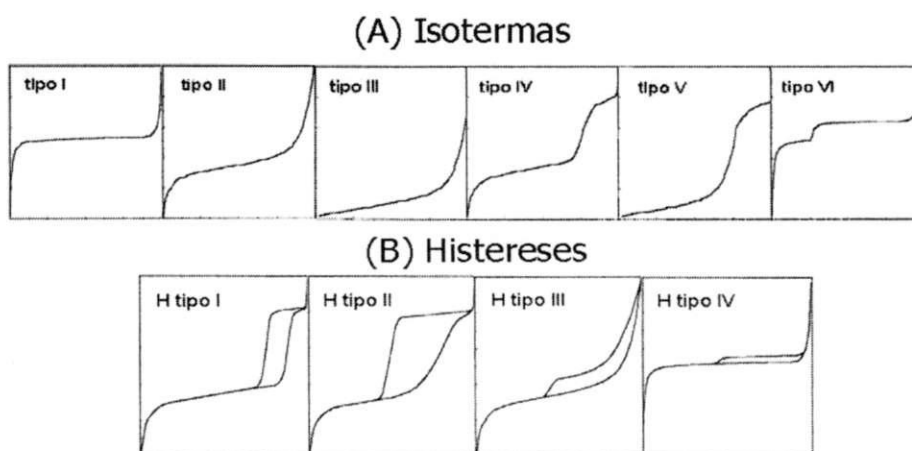 (A) Isotermas
tipo I tipo II tipo III tipo IV tipo V tipo VI
(B) Histereses
H tipo I H tipo II H tipo III H tipo IV